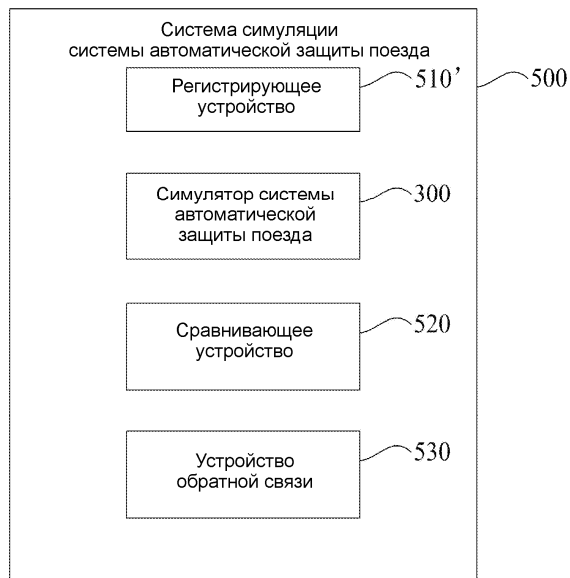 Система симуляции
системы автоматической защиты поезда
Регистрирующее
устройство
510’
500
Симулятор системы
автоматической
защиты поезда
300
Сравнивающее
устройство
520
Устройство
обратной связи
530